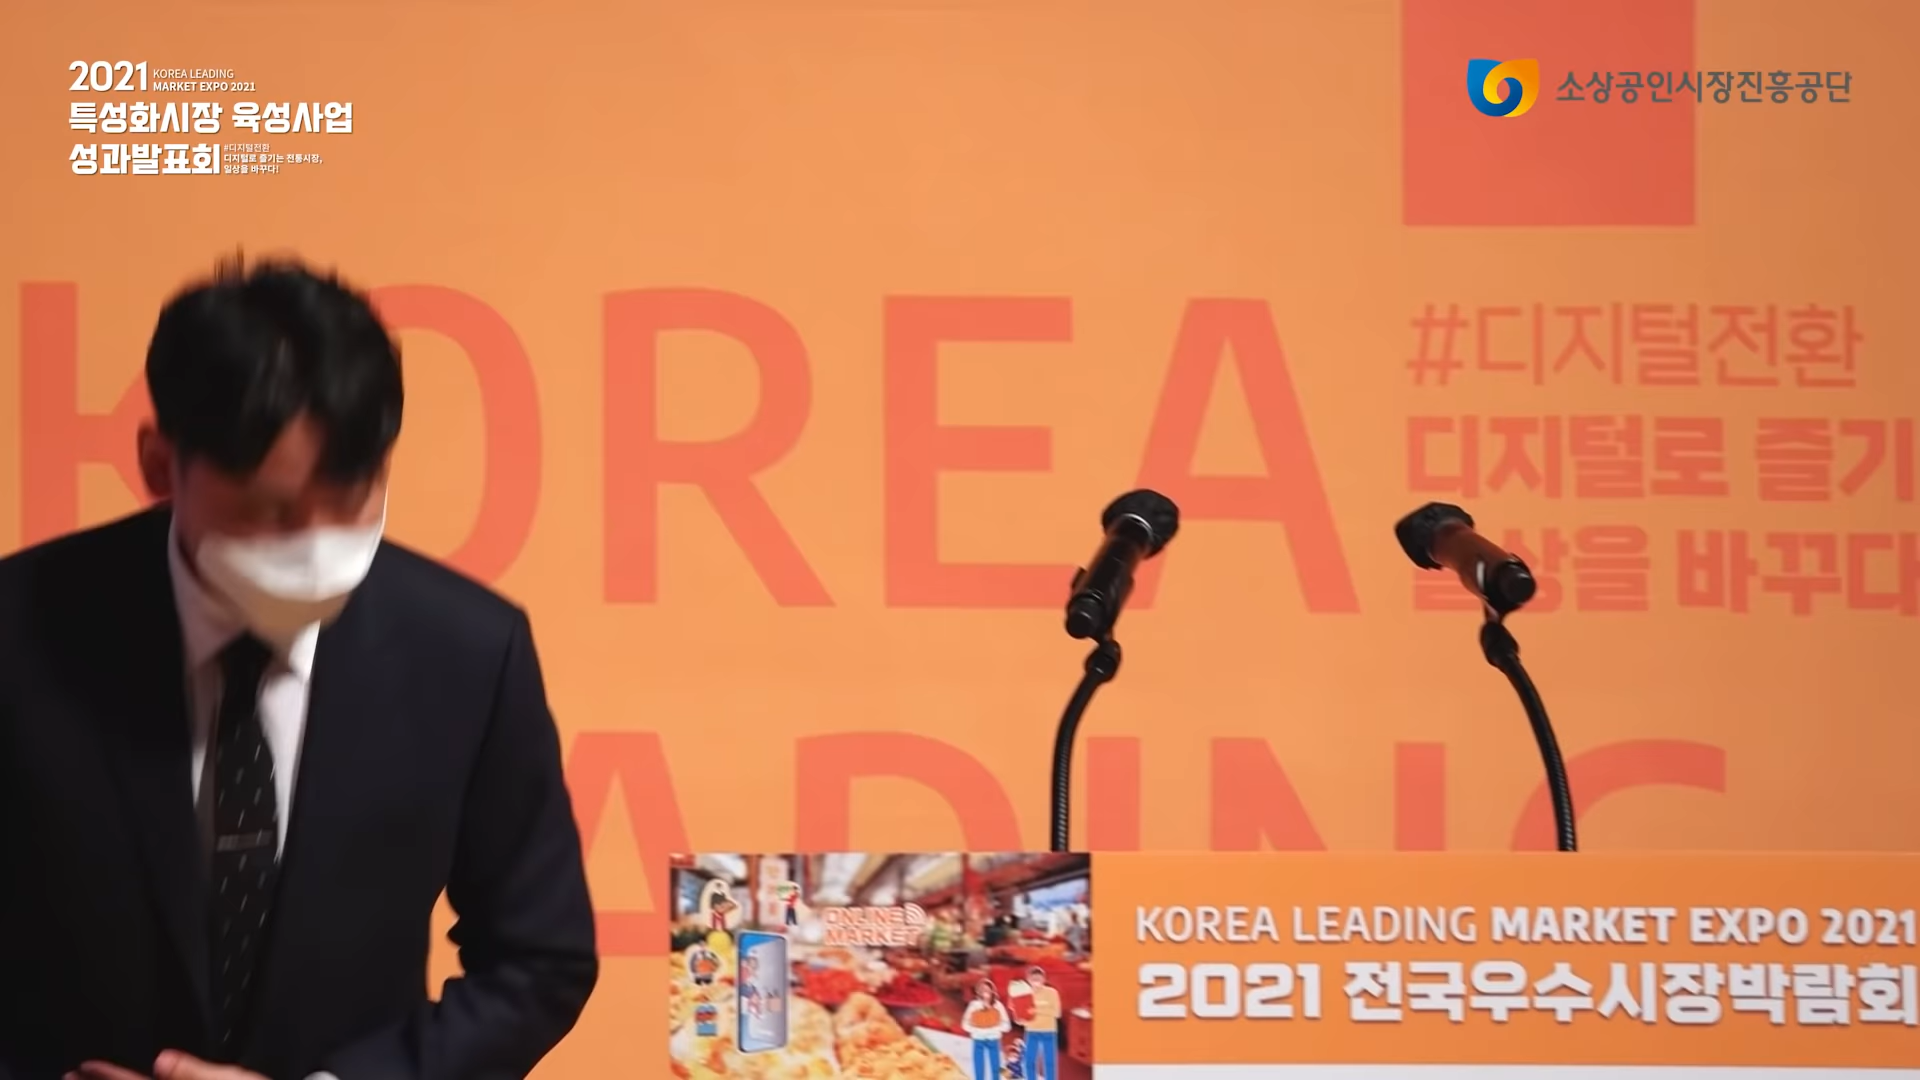 2021 KOREA LEADING
MARKET EXPO 2021
특성화시장 육성사업
성과발표회
#디지털전환
디지털로 즐기는 전통시장,
일상을 바꾸다!
소상공인시장진흥공단
KOREA
#디지털전환
디지털로 즐기
일상을 바꾸다
ADING
ONLINE
MARKET
KOREA LEADING MARKET EXPO 2021
2021 전국우수시장박람회